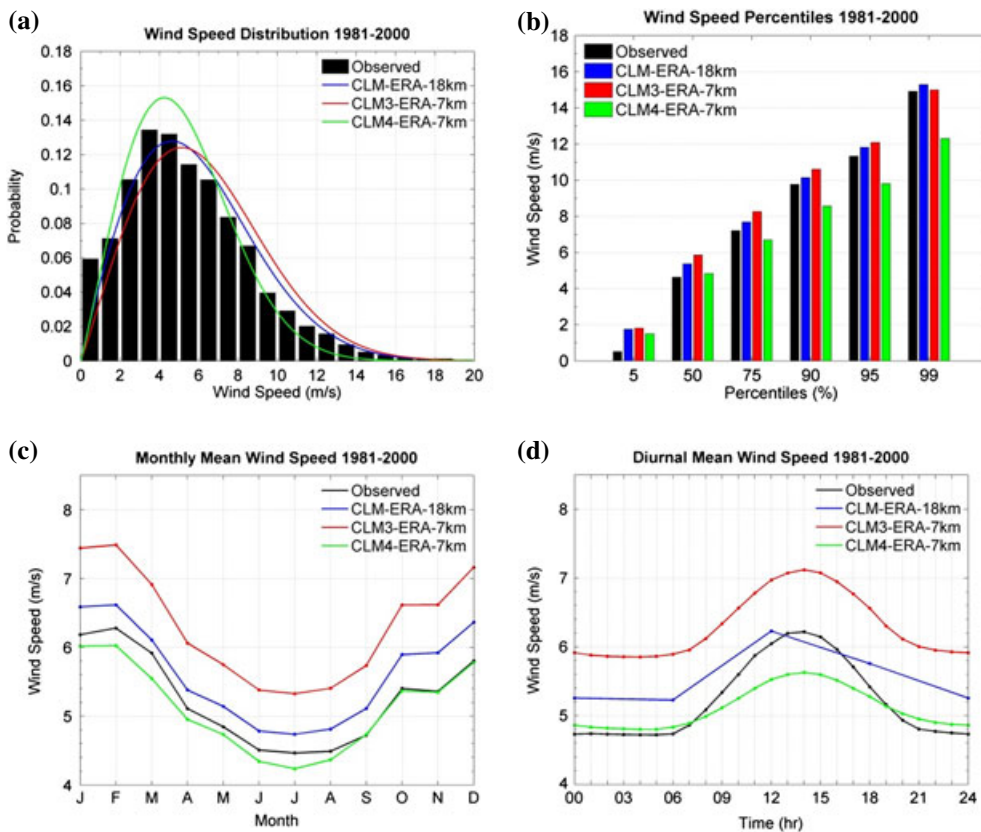 (a)
Wind Speed Distribution 1981-2000
0.18
0.16
0.14
0.12
0.10
0.08
0.06
0.04
0.02
0
Probability
Observed
CLM-ERA-18km
CLM3-ERA-7km
CLM4-ERA-7km
0 2 4 6 8 10 12 14 16 18 20
Wind Speed (m/s)
(b)
Wind Speed Percentiles 1981-2000
18
16
14
12
10
8
6
4
2
0
Wind Speed (m/s)
Observed
CLM-ERA-18km
CLM3-ERA-7km
CLM4-ERA-7km
5 50 75 90 95 99
Percentiles (%)
(c)
Monthly Mean Wind Speed 1981-2000
8
7
6
5
4
Wind Speed (m/s)
Observed
CLM-ERA-18km
CLM3-ERA-7km
CLM4-ERA-7km
J F M A M J J A S O N D
Month
(d)
Diurnal Mean Wind Speed 1981-2000
8
7
6
5
4
Wind Speed (m/s)
Observed
CLM-ERA-18km
CLM3-ERA-7km
CLM4-ERA-7km
00 03 06 09 12 15 18 21 24
Time (hr)